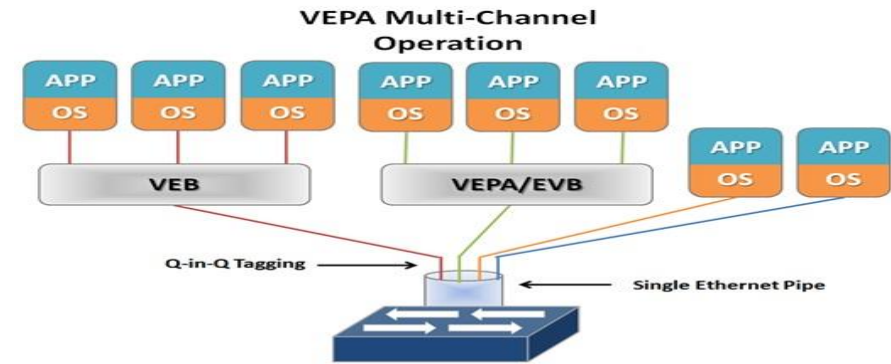 VEPA Multi-Channel
Operation
APP APP APP APP APP APP
OS OS OS OS OS OS
APP APP
OS OS
VEB VEPA/EVB
Q-in-Q Tagging
Single Ethernet Pipe